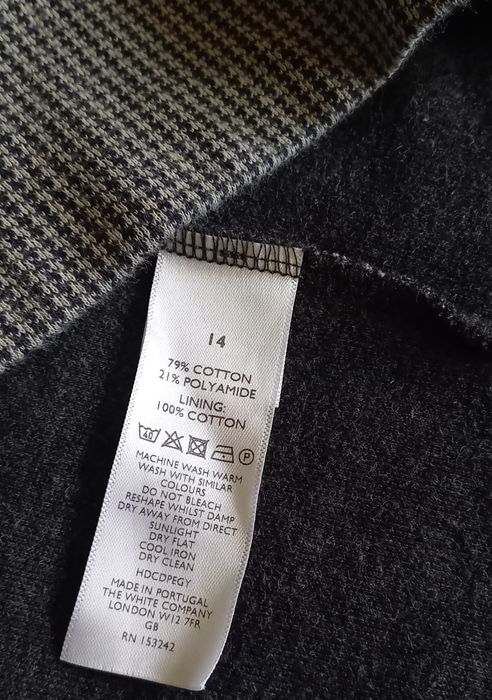 14
79% COTTON
21% POLYAMIDE
LINING:
100% COTTON
40 P
MACHINE WASH WARM
WASH WITH SIMILAR
COLOURS
DO NOT BLEACH
RESHAPE WHILST DAMP
DRY AWAY FROM DIRECT
SUNLIGHT
DRY FLAT
COOL IRON
DRY CLEAN
HDCDPEGY
MADE IN PORTUGAL
THE WHITE COMPANY
LONDON W12 7FR
GB
RN 153242